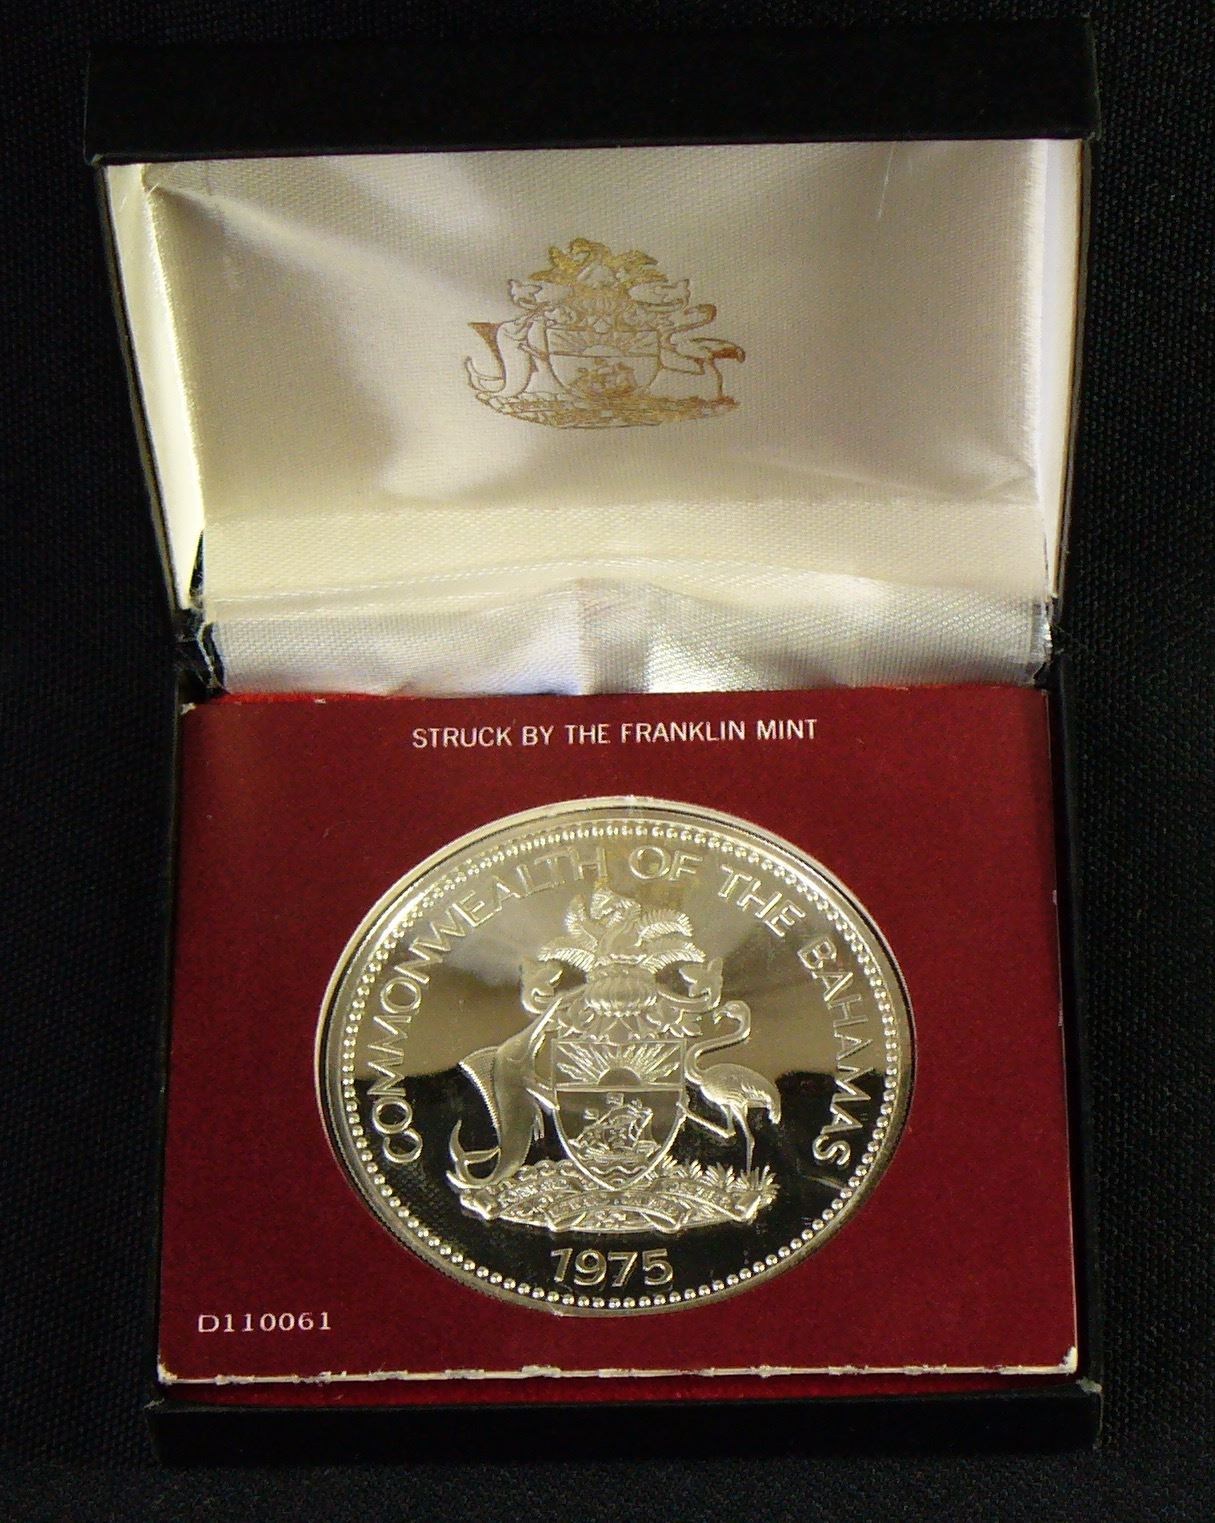 STRUCK BY THE FRANKLIN MINT
COMMONWEALTH OF THE BAHAMAS
1975
D110061